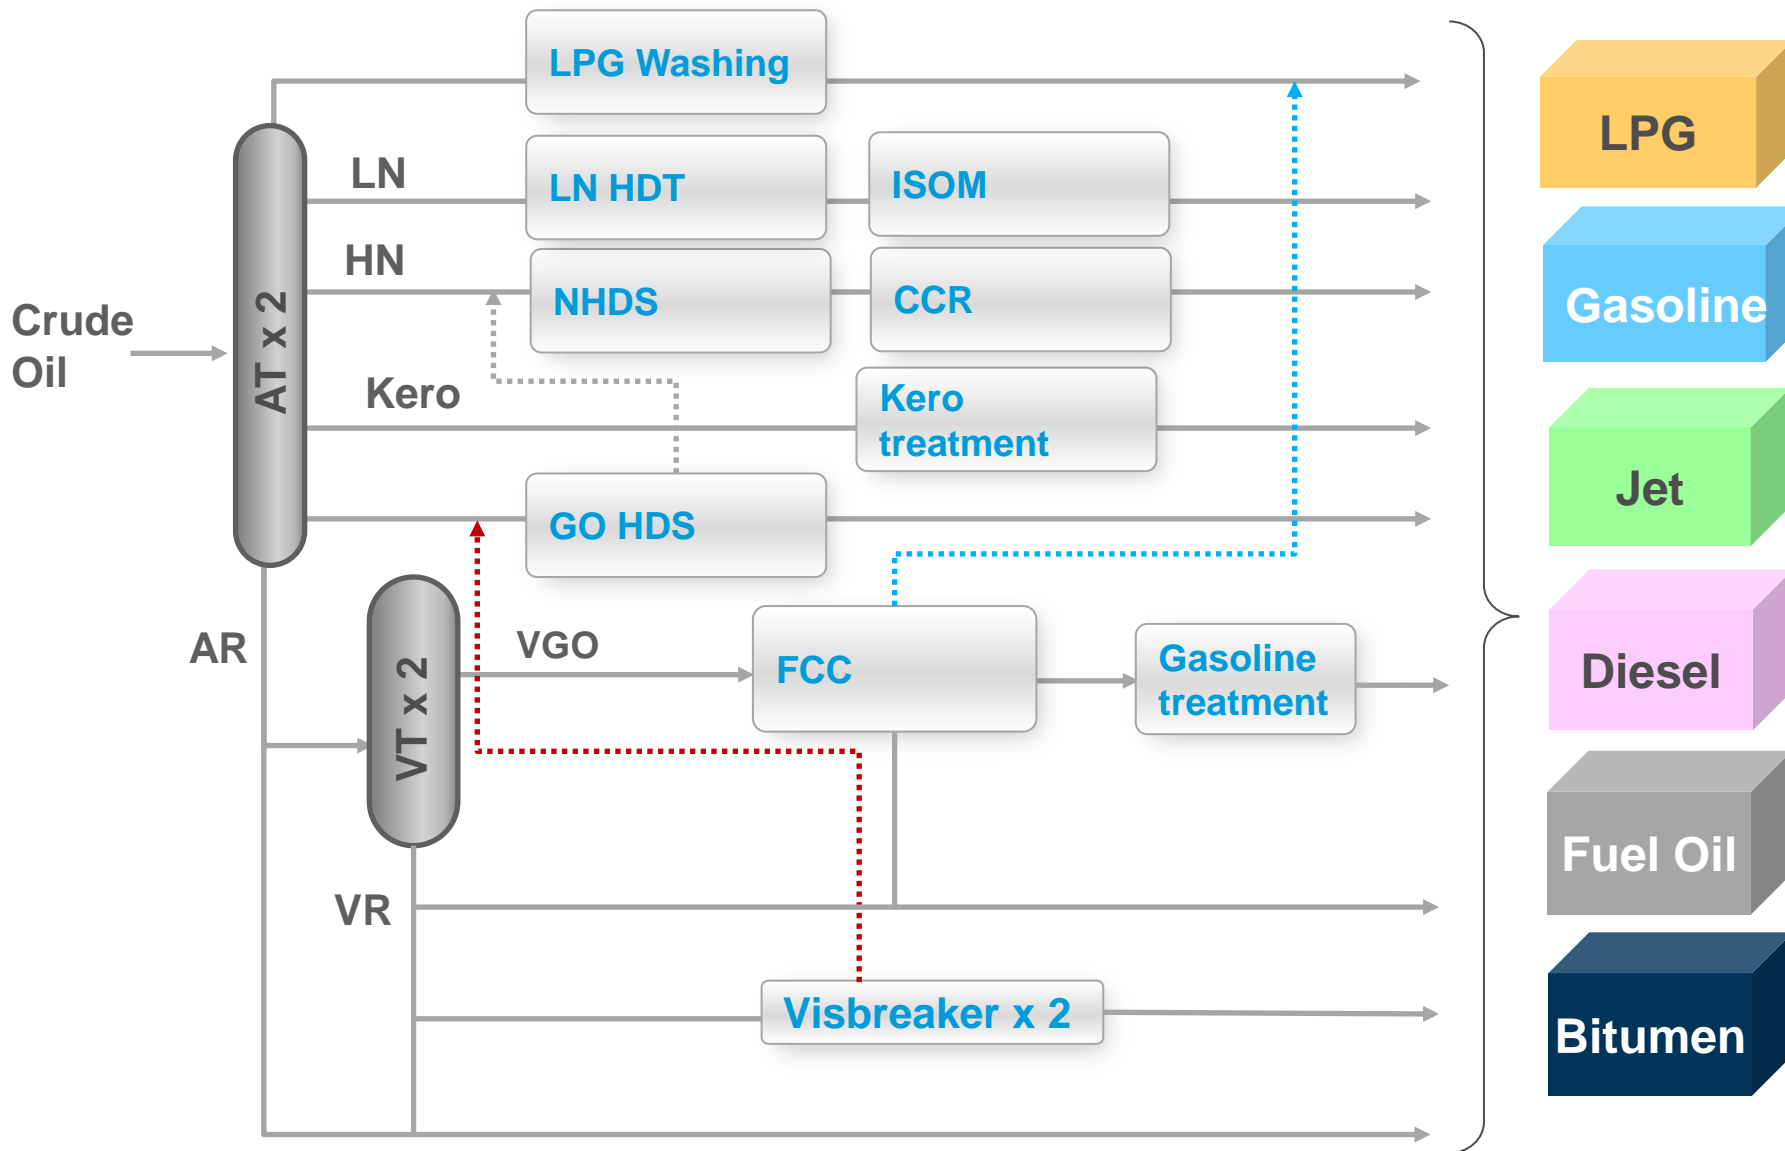 LPG Washing
LPG
LN
LN HDT
ISOM
HN
NHDS
CCR
Gasoline
Crude
Oil
AT x 2
Kero
Kero
treatment
Jet
GO HDS
AR
VT x 2
VGO
FCC
Gasoline
treatment
Diesel
Fuel Oil
VR
Visbreaker x 2
Bitumen